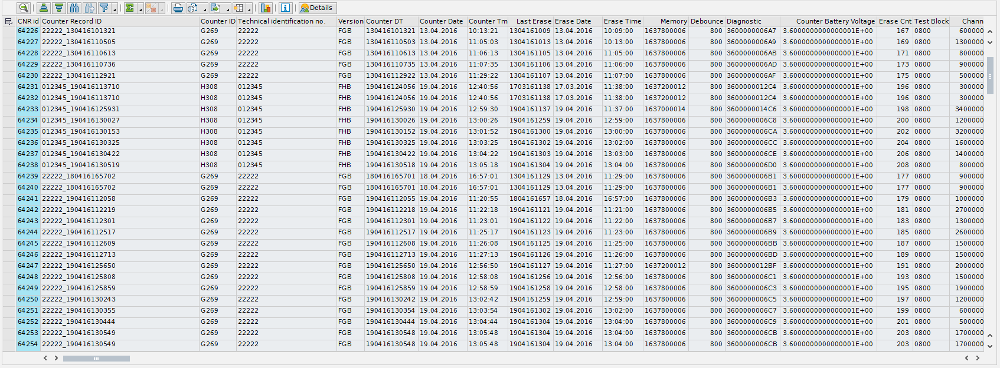 Details
CNR id Counter Record ID Counter ID Technical identification no. Version Counter DT Counter Date Counter Tm Last Erase Erase Date Erase Time Memory Debounce Diagnostic Counter Battery Voltage Erase Cnt Test Block Chann
64226 22222_130416101321 G269 22222 FGB 130416101321 13.04.2016 10:13:21 1304161009 13.04.2016 10:09:00 1637800006 800 3600000006A7 3.6000000000000001E+00 167 0800 600000
64227 22222_130416110505 G269 22222 FGB 130416110503 13.04.2016 11:05:03 1304161013 13.04.2016 10:13:00 1637800006 800 3600000006A9 3.6000000000000001E+00 169 0800 1300000
64228 22222_130416110613 G269 22222 FGB 130416110613 13.04.2016 11:06:13 1304161105 13.04.2016 11:05:00 1637800006 800 3600000006AB 3.6000000000000001E+00 171 0800 800000
64229 22222_130416110736 G269 22222 FGB 130416110735 13.04.2016 11:07:35 1304161106 13.04.2016 11:06:00 1637800006 800 3600000006AD 3.6000000000000001E+00 173 0800 900000
64230 22222_130416112921 G269 22222 FGB 130416112922 13.04.2016 11:29:22 1304161107 13.04.2016 11:07:00 1637800006 800 3600000006AF 3.6000000000000001E+00 175 0800 500000
64231 012345_190416113710 H308 012345 FHB 190416124056 19.04.2016 12:40:56 1703161138 17.03.2016 11:38:00 1637200012 800 3600000012C4 3.6000000000000001E+00 196 0800 300000
64232 012345_190416113710 H308 012345 FHB 190416124056 19.04.2016 12:40:56 1703161138 17.03.2016 11:38:00 1637200012 800 3600000012C4 3.6000000000000001E+00 196 0800 300000
64233 012345_190416125931 H308 012345 FHB 190416125930 19.04.2016 12:59:30 1904161137 19.04.2016 11:37:00 1637000014 800 3600000014C6 3.6000000000000001E+00 198 0800 3400000
64234 012345_190416130027 H308 012345 FHB 190416130026 19.04.2016 13:00:26 1904161259 19.04.2016 12:59:00 1637800006 800 3600000006C8 3.6000000000000001E+00 200 0800 1200000
64235 012345_190416130153 H308 012345 FHB 190416130152 19.04.2016 13:01:52 1904161300 19.04.2016 13:00:00 1637800006 800 3600000006CA 3.6000000000000001E+00 202 0800 3200000
64236 012345_190416130325 H308 012345 FHB 190416130325 19.04.2016 13:03:25 1904161302 19.04.2016 13:02:00 1637800006 800 3600000006CC 3.6000000000000001E+00 204 0800 1600000
64237 012345_190416130422 H308 012345 FHB 190416130422 19.04.2016 13:04:22 1904161303 19.04.2016 13:03:00 1637800006 800 3600000006CE 3.6000000000000001E+00 206 0800 1400000
64238 012345_190416130519 H308 012345 FHB 190416130518 19.04.2016 13:05:18 1904161304 19.04.2016 13:04:00 1637800006 800 3600000006D0 3.6000000000000001E+00 208 0800 800000
64239 22222_180416165702 G269 22222 FGB 180416165701 18.04.2016 16:57:01 1304161129 13.04.2016 11:29:00 1637800006 800 3600000006B1 3.6000000000000001E+00 177 0800 900000
64240 22222_180416165702 G269 22222 FGB 180416165701 18.04.2016 16:57:01 1304161129 13.04.2016 11:29:00 1637800006 800 3600000006B1 3.6000000000000001E+00 177 0800 900000
64241 22222_190416112058 G269 22222 FGB 190416112055 19.04.2016 11:20:55 1804161657 18.04.2016 16:57:00 1637800006 800 3600000006B3 3.6000000000000001E+00 179 0800 1000000
64242 22222_190416112219 G269 22222 FGB 190416112218 19.04.2016 11:22:18 1904161121 19.04.2016 11:21:00 1637800006 800 3600000006B5 3.6000000000000001E+00 181 0800 2700000
64243 22222_190416112301 G269 22222 FGB 190416112301 19.04.2016 11:23:01 1904161122 19.04.2016 11:22:00 1637800006 800 3600000006B7 3.6000000000000001E+00 183 0800 1300000
64244 22222_190416112517 G269 22222 FGB 190416112517 19.04.2016 11:25:17 1904161123 19.04.2016 11:23:00 1637800006 800 3600000006B9 3.6000000000000001E+00 185 0800 2600000
64245 22222_190416112609 G269 22222 FGB 190416112608 19.04.2016 11:26:08 1904161125 19.04.2016 11:25:00 1637800006 800 3600000006BB 3.6000000000000001E+00 187 0800 1500000
64246 22222_190416112713 G269 22222 FGB 190416112713 19.04.2016 11:27:13 1904161126 19.04.2016 11:26:00 1637800006 800 3600000006BD 3.6000000000000001E+00 189 0800 1500000
64247 22222_190416125650 G269 22222 FGB 190416125650 19.04.2016 12:56:50 1904161127 19.04.2016 11:27:00 1637200012 800 3600000012BF 3.6000000000000001E+00 191 0800 2000000
64248 22222_190416125808 G269 22222 FGB 190416125808 19.04.2016 12:58:08 1904161256 19.04.2016 12:56:00 1637800006 800 3600000006C1 3.6000000000000001E+00 193 0800 1500000
64249 22222_190416125859 G269 22222 FGB 190416125859 19.04.2016 12:58:59 1904161258 19.04.2016 12:58:00 1637800006 800 3600000006C3 3.6000000000000001E+00 195 0800 1900000
64250 22222_190416130243 G269 22222 FGB 190416130242 19.04.2016 13:02:42 1904161259 19.04.2016 12:59:00 1637800006 800 3600000006C5 3.6000000000000001E+00 197 0800 1200000
64251 22222_190416130355 G269 22222 FGB 190416130354 19.04.2016 13:03:54 1904161302 19.04.2016 13:02:00 1637800006 800 3600000006C7 3.6000000000000001E+00 199 0800 600000
64252 22222_190416130444 G269 22222 FGB 190416130444 19.04.2016 13:04:44 1904161304 19.04.2016 13:04:00 1637800006 800 3600000006C9 3.6000000000000001E+00 201 0800 500000
64253 22222_190416130549 G269 22222 FGB 190416130548 19.04.2016 13:05:48 1904161304 19.04.2016 13:04:00 1637800006 800 3600000006CB 3.6000000000000001E+00 203 0800 1700000
64254 22222_190416130549 G269 22222 FGB 190416130548 19.04.2016 13:05:48 1904161304 19.04.2016 13:04:00 1637800006 800 3600000006CB 3.6000000000000001E+00 203 0800 1700000